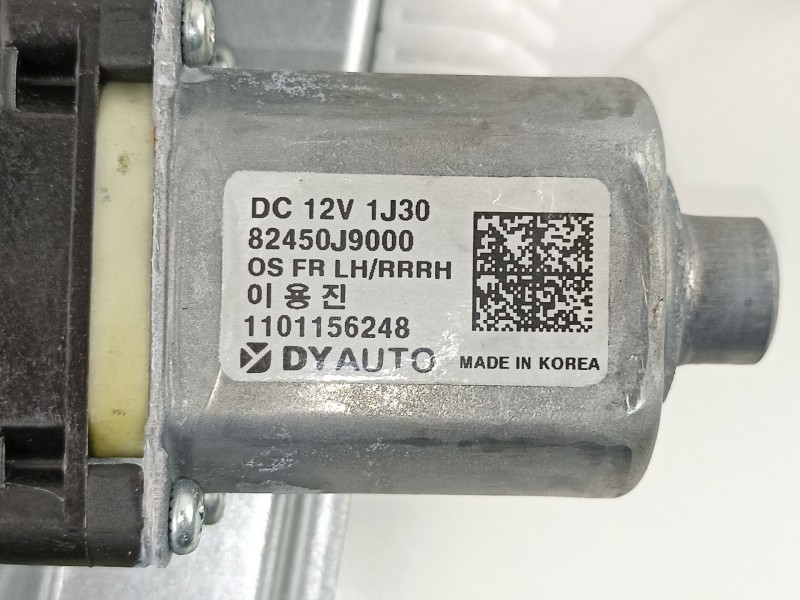 DC 12V 1J30
82450J9000
OS FR LH/RRRH
이 용 진
1101156248
DYAUTO MADE IN KOREA